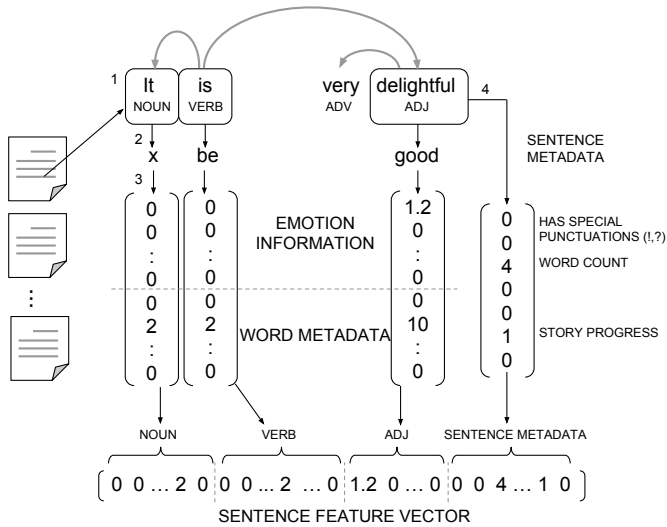 1 It is very delightful 4
NOUN VERB ADV ADJ
2 x be good
SENTENCE METADATA
3
0 0 1.2 0
0 0 EMOTION INFORMATION 0 0 HAS SPECIAL PUNCTUATIONS (!,?)
: : : 4 WORD COUNT
0 0 0 0
0 0 0 0
2 2 WORD METADATA 10 1 STORY PROGRESS
: : : 0
0 0 0
⋮
NOUN VERB ADJ SENTENCE METADATA
0 0 ... 2 0 0 0 ... 2 ... 0 1.2 0 ... 0 0 0 4 ... 1 0
SENTENCE FEATURE VECTOR